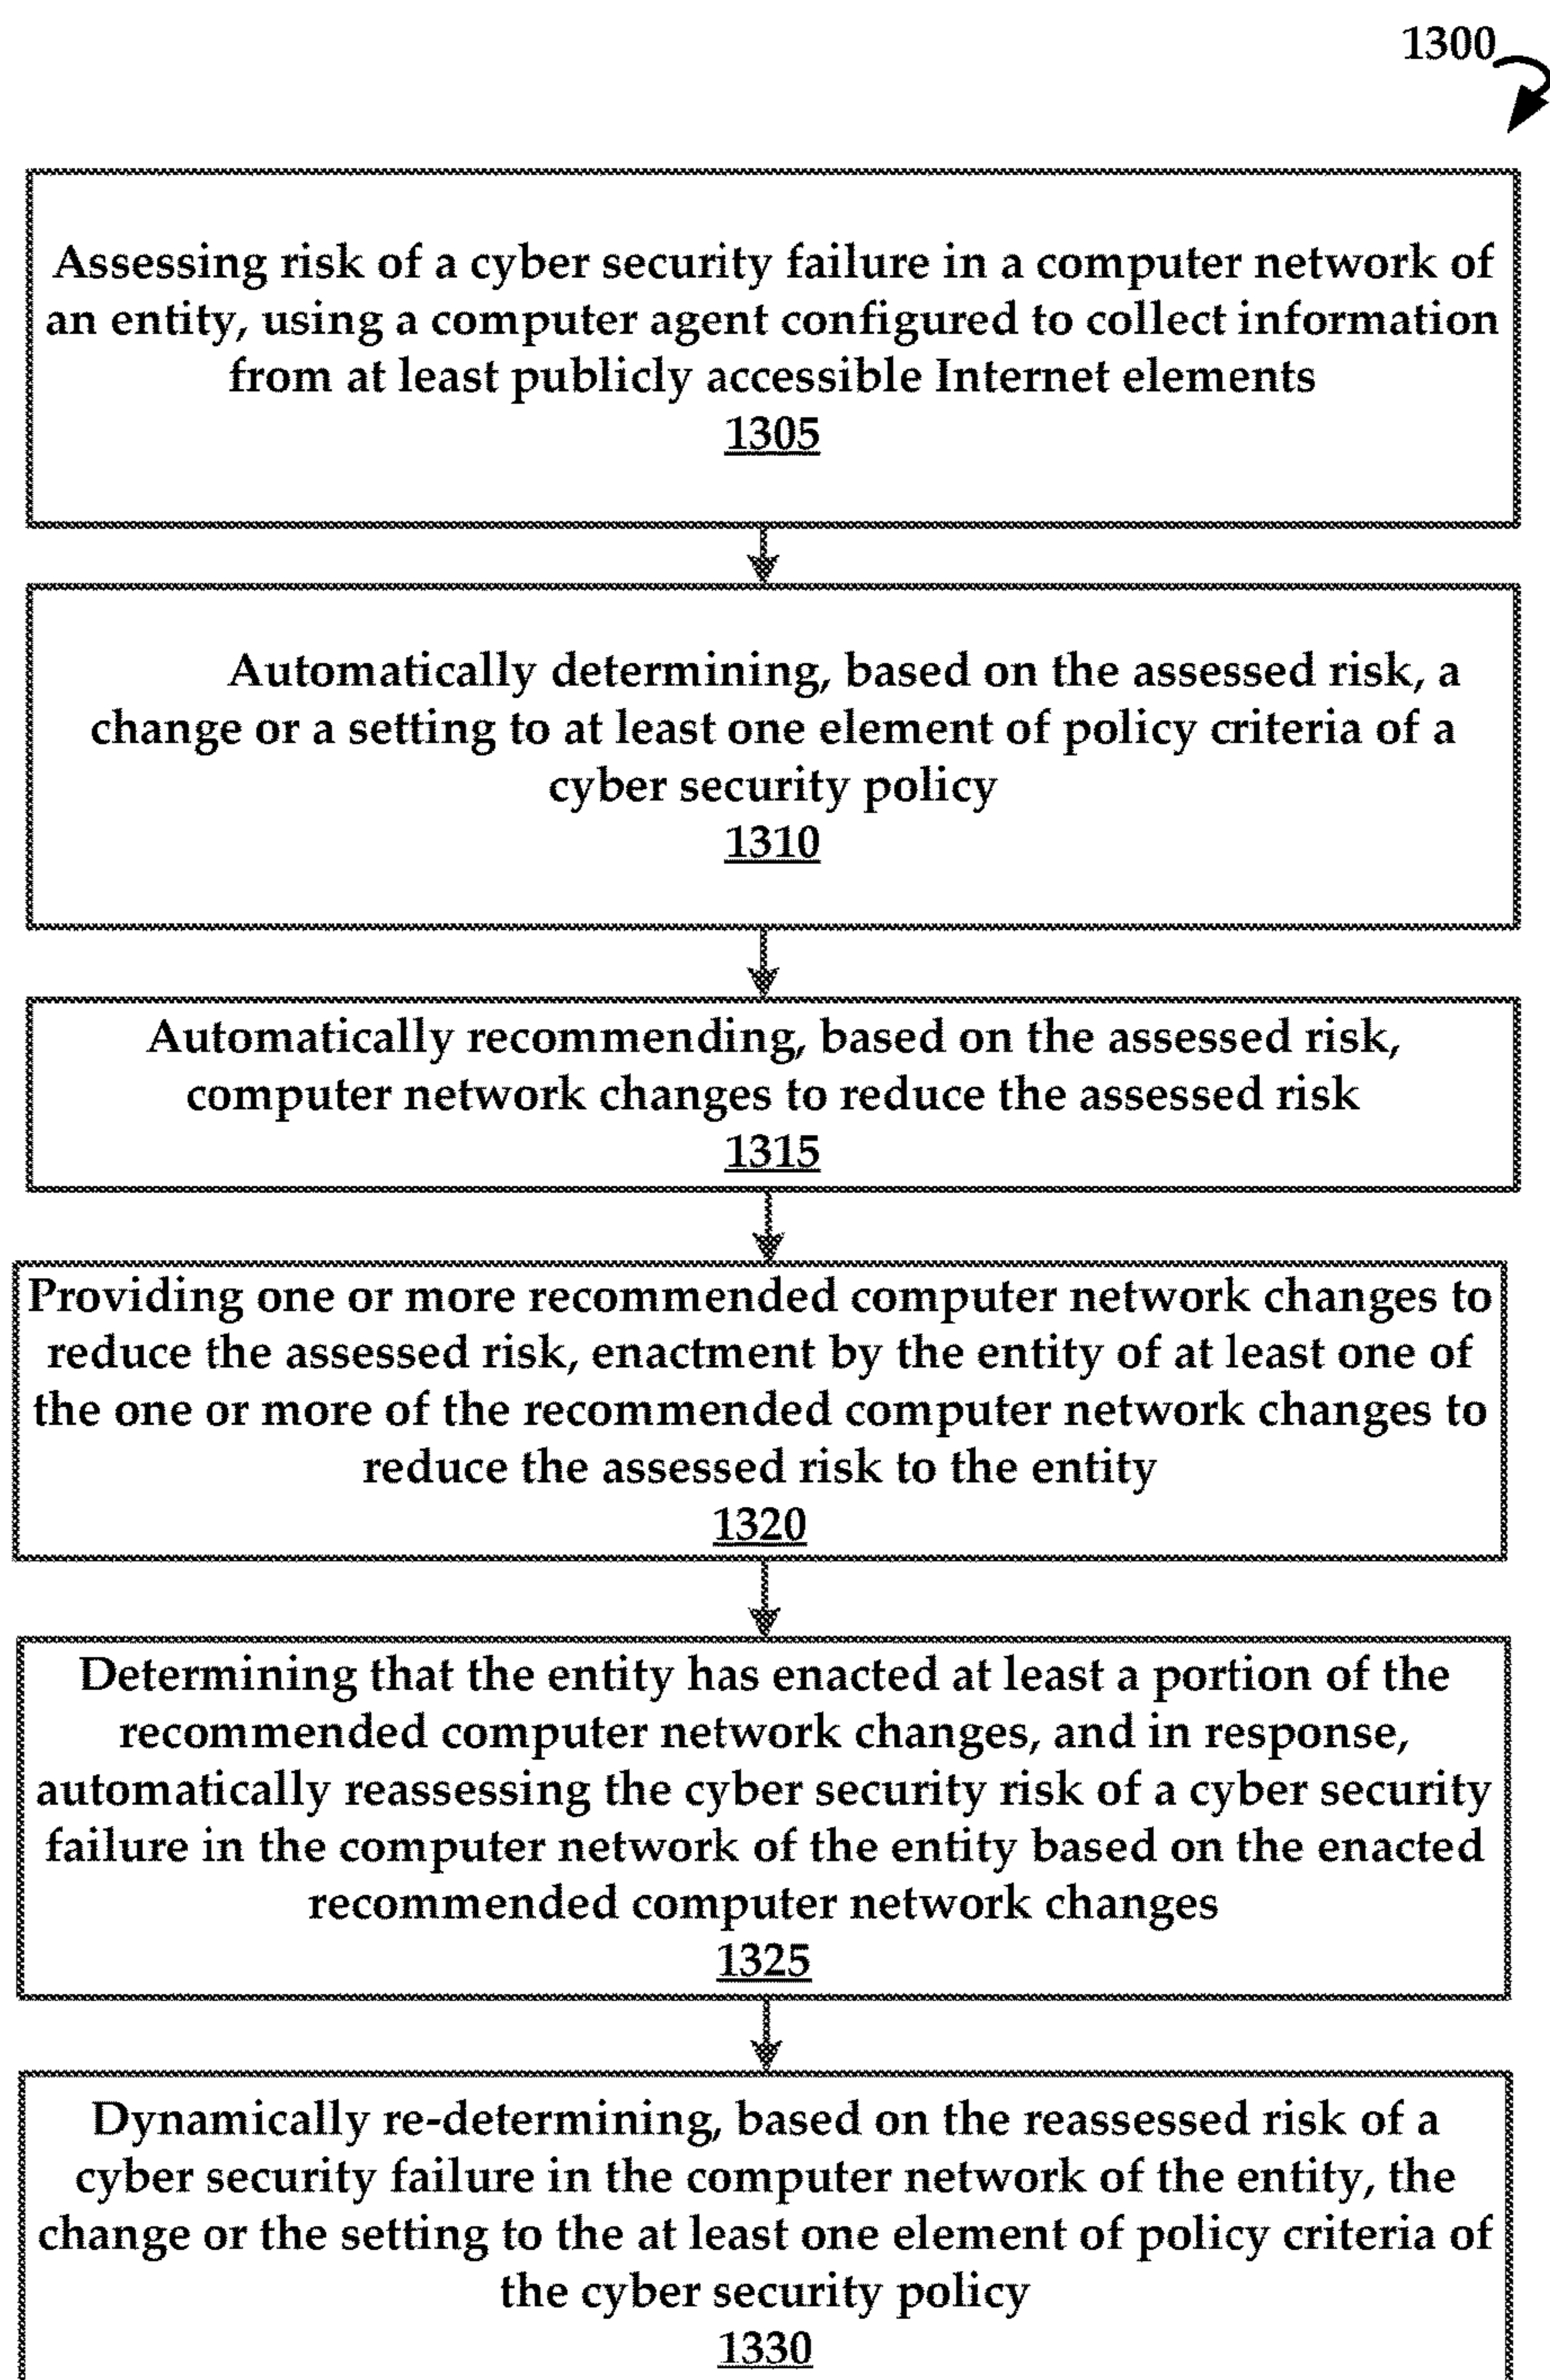 1300
Assessing risk of a cyber security failure in a computer network of
an entity, using a computer agent configured to collect information
from at least publicly accessible Internet elements
1305
Automatically determining, based on the assessed risk, a
change or a setting to at least one element of policy criteria of a
cyber security policy
1310
Automatically recommending, based on the assessed risk,
computer network changes to reduce the assessed risk
1315
Providing one or more recommended computer network changes to
reduce the assessed risk, enactment by the entity of at least one of
the one or more of the recommended computer network changes to
reduce the assessed risk to the entity
1320
Determining that the entity has enacted at least a portion of the
recommended computer network changes, and in response,
automatically reassessing the cyber security risk of a cyber security
failure in the computer network of the entity based on the enacted
recommended computer network changes
1325
Dynamically re-determining, based on the reassessed risk of a
cyber security failure in the computer network of the entity, the
change or the setting to the at least one element of policy criteria of
the cyber security policy
1330